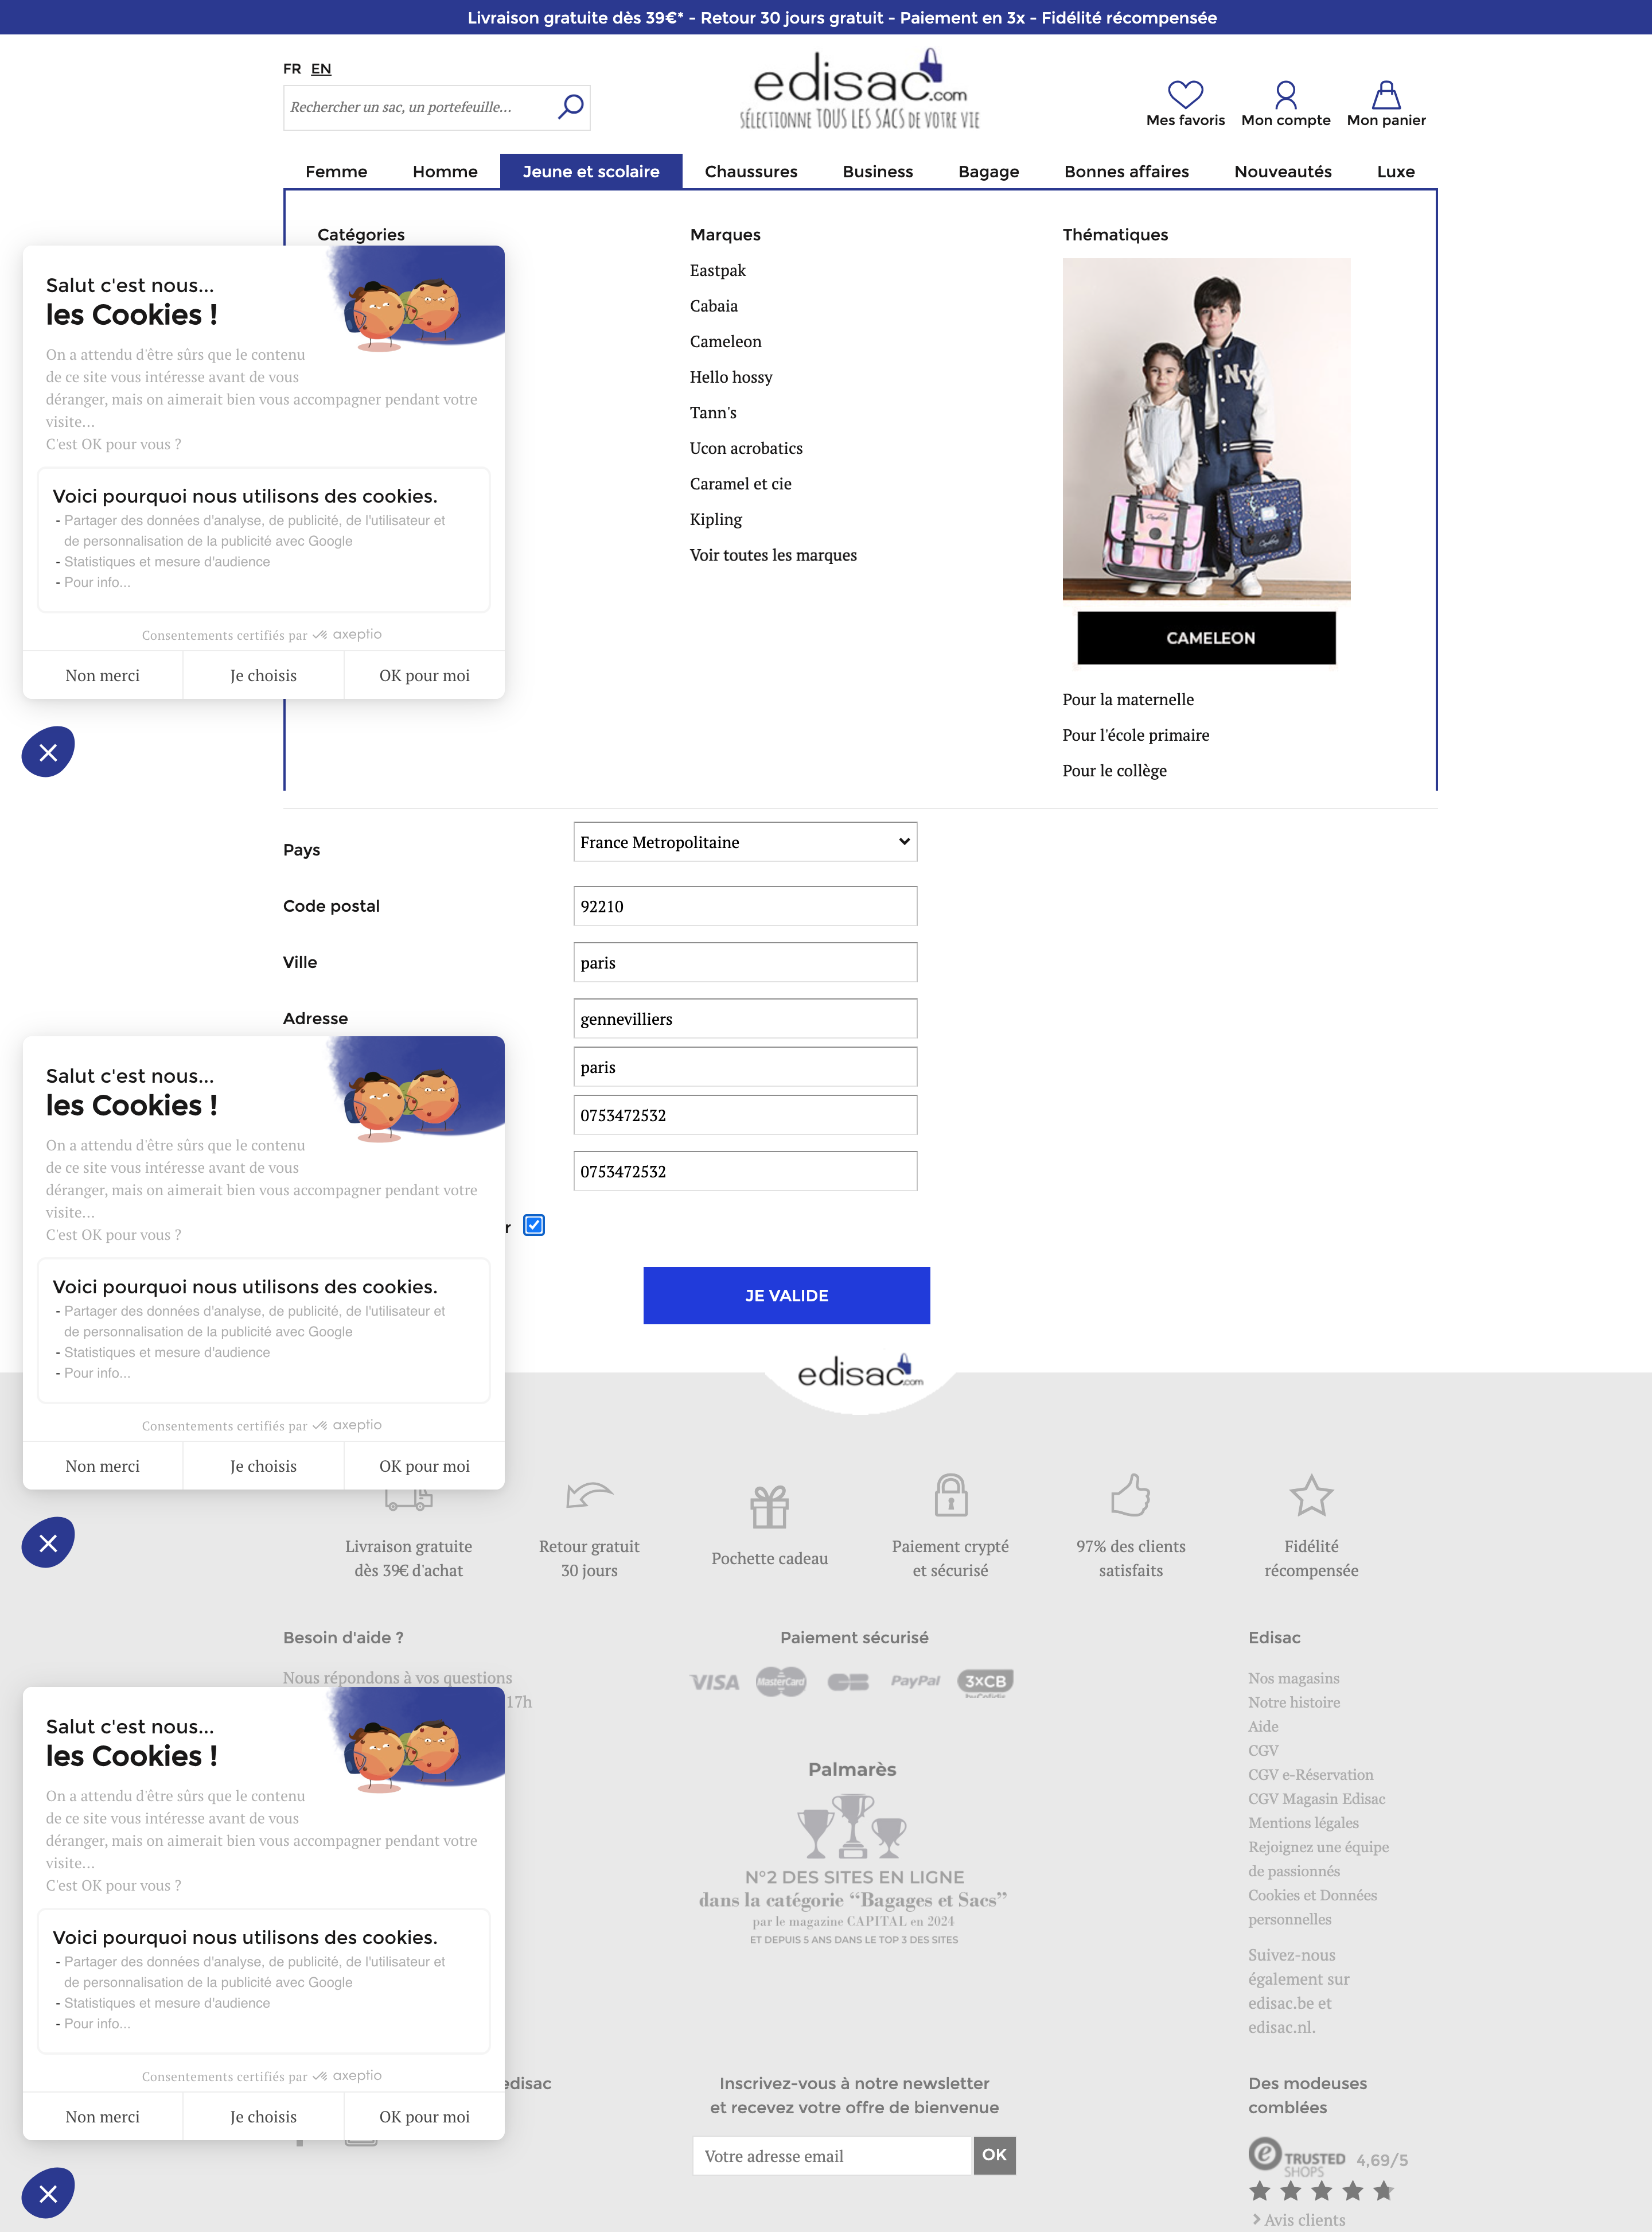 Livraison gratuite dès 39€* - Retour 30 jours gratuit - Paiement en 3x - Fidélité récompensée
FR EN
Rechercher un sac, un portefeuille...
edisac.com
SÉLECTIONNE TOUS LES SACS DE VOTRE VIE
Mes favoris
Mon compte
Mon panier
Femme
Homme
Jeune et scolaire
Chaussures
Business
Bagage
Bonnes affaires
Nouveautés
Luxe
Catégories
Marques
Eastpak
Cabaia
Cameleon
Hello hossy
Tann's
Ucon acrobatics
Caramel et cie
Kipling
Voir toutes les marques
Thématiques
NY
CAMELEON
Pour la maternelle
Pour l'école primaire
Pour le collège
Salut c'est nous...
les Cookies !
On a attendu d'être sûrs que le contenu
de ce site vous intéresse avant de vous
déranger, mais on aimerait bien vous accompagner pendant votre
visite...
C'est OK pour vous ?
Voici pourquoi nous utilisons des cookies.
- Partager des données d'analyse, de publicité, de l'utilisateur et
de personnalisation de la publicité avec Google
- Statistiques et mesure d'audience
- Pour info...
Consentements certifiés par axeptio
Non merci
Je choisis
OK pour moi
Pays
France Metropolitaine
Code postal
92210
Ville
paris
Adresse
gennevilliers
paris
0753472532
0753472532
r
JE VALIDE
Salut c'est nous...
les Cookies !
On a attendu d'être sûrs que le contenu
de ce site vous intéresse avant de vous
déranger, mais on aimerait bien vous accompagner pendant votre
visite...
C'est OK pour vous ?
Voici pourquoi nous utilisons des cookies.
- Partager des données d'analyse, de publicité, de l'utilisateur et
de personnalisation de la publicité avec Google
- Statistiques et mesure d'audience
- Pour info...
Consentements certifiés par axeptio
Non merci
Je choisis
OK pour moi
edisac.com
Livraison gratuite
dès 39€ d'achat
Retour gratuit
30 jours
Pochette cadeau
Paiement crypté
et sécurisé
97% des clients
satisfaits
Fidélité
récompensée
Besoin d'aide ?
Nous répondons à vos questions
17h
Paiement sécurisé
VISA
MasterCard
CB
PayPal
3XCB
Palmarès
N°2 DES SITES EN LIGNE
dans la catégorie “Bagages et Sacs”
par le magazine CAPITAL en 2024
ET DEPUIS 5 ANS DANS LE TOP 3 DES SITES
Edisac
Nos magasins
Notre histoire
Aide
CGV
CGV e-Réservation
CGV Magasin Edisac
Mentions légales
Rejoignez une équipe
de passionnés
Cookies et Données
personnelles
Suivez-nous
également sur
edisac.be et
edisac.nl.
Salut c'est nous...
les Cookies !
On a attendu d'être sûrs que le contenu
de ce site vous intéresse avant de vous
déranger, mais on aimerait bien vous accompagner pendant votre
visite...
C'est OK pour vous ?
Voici pourquoi nous utilisons des cookies.
- Partager des données d'analyse, de publicité, de l'utilisateur et
de personnalisation de la publicité avec Google
- Statistiques et mesure d'audience
- Pour info...
Consentements certifiés par axeptio
Non merci
Je choisis
OK pour moi
edisac
Inscrivez-vous à notre newsletter
et recevez votre offre de bienvenue
Votre adresse email
OK
Des modeuses
comblées
e TRUSTED
SHOPS
4,69/5
Avis clients